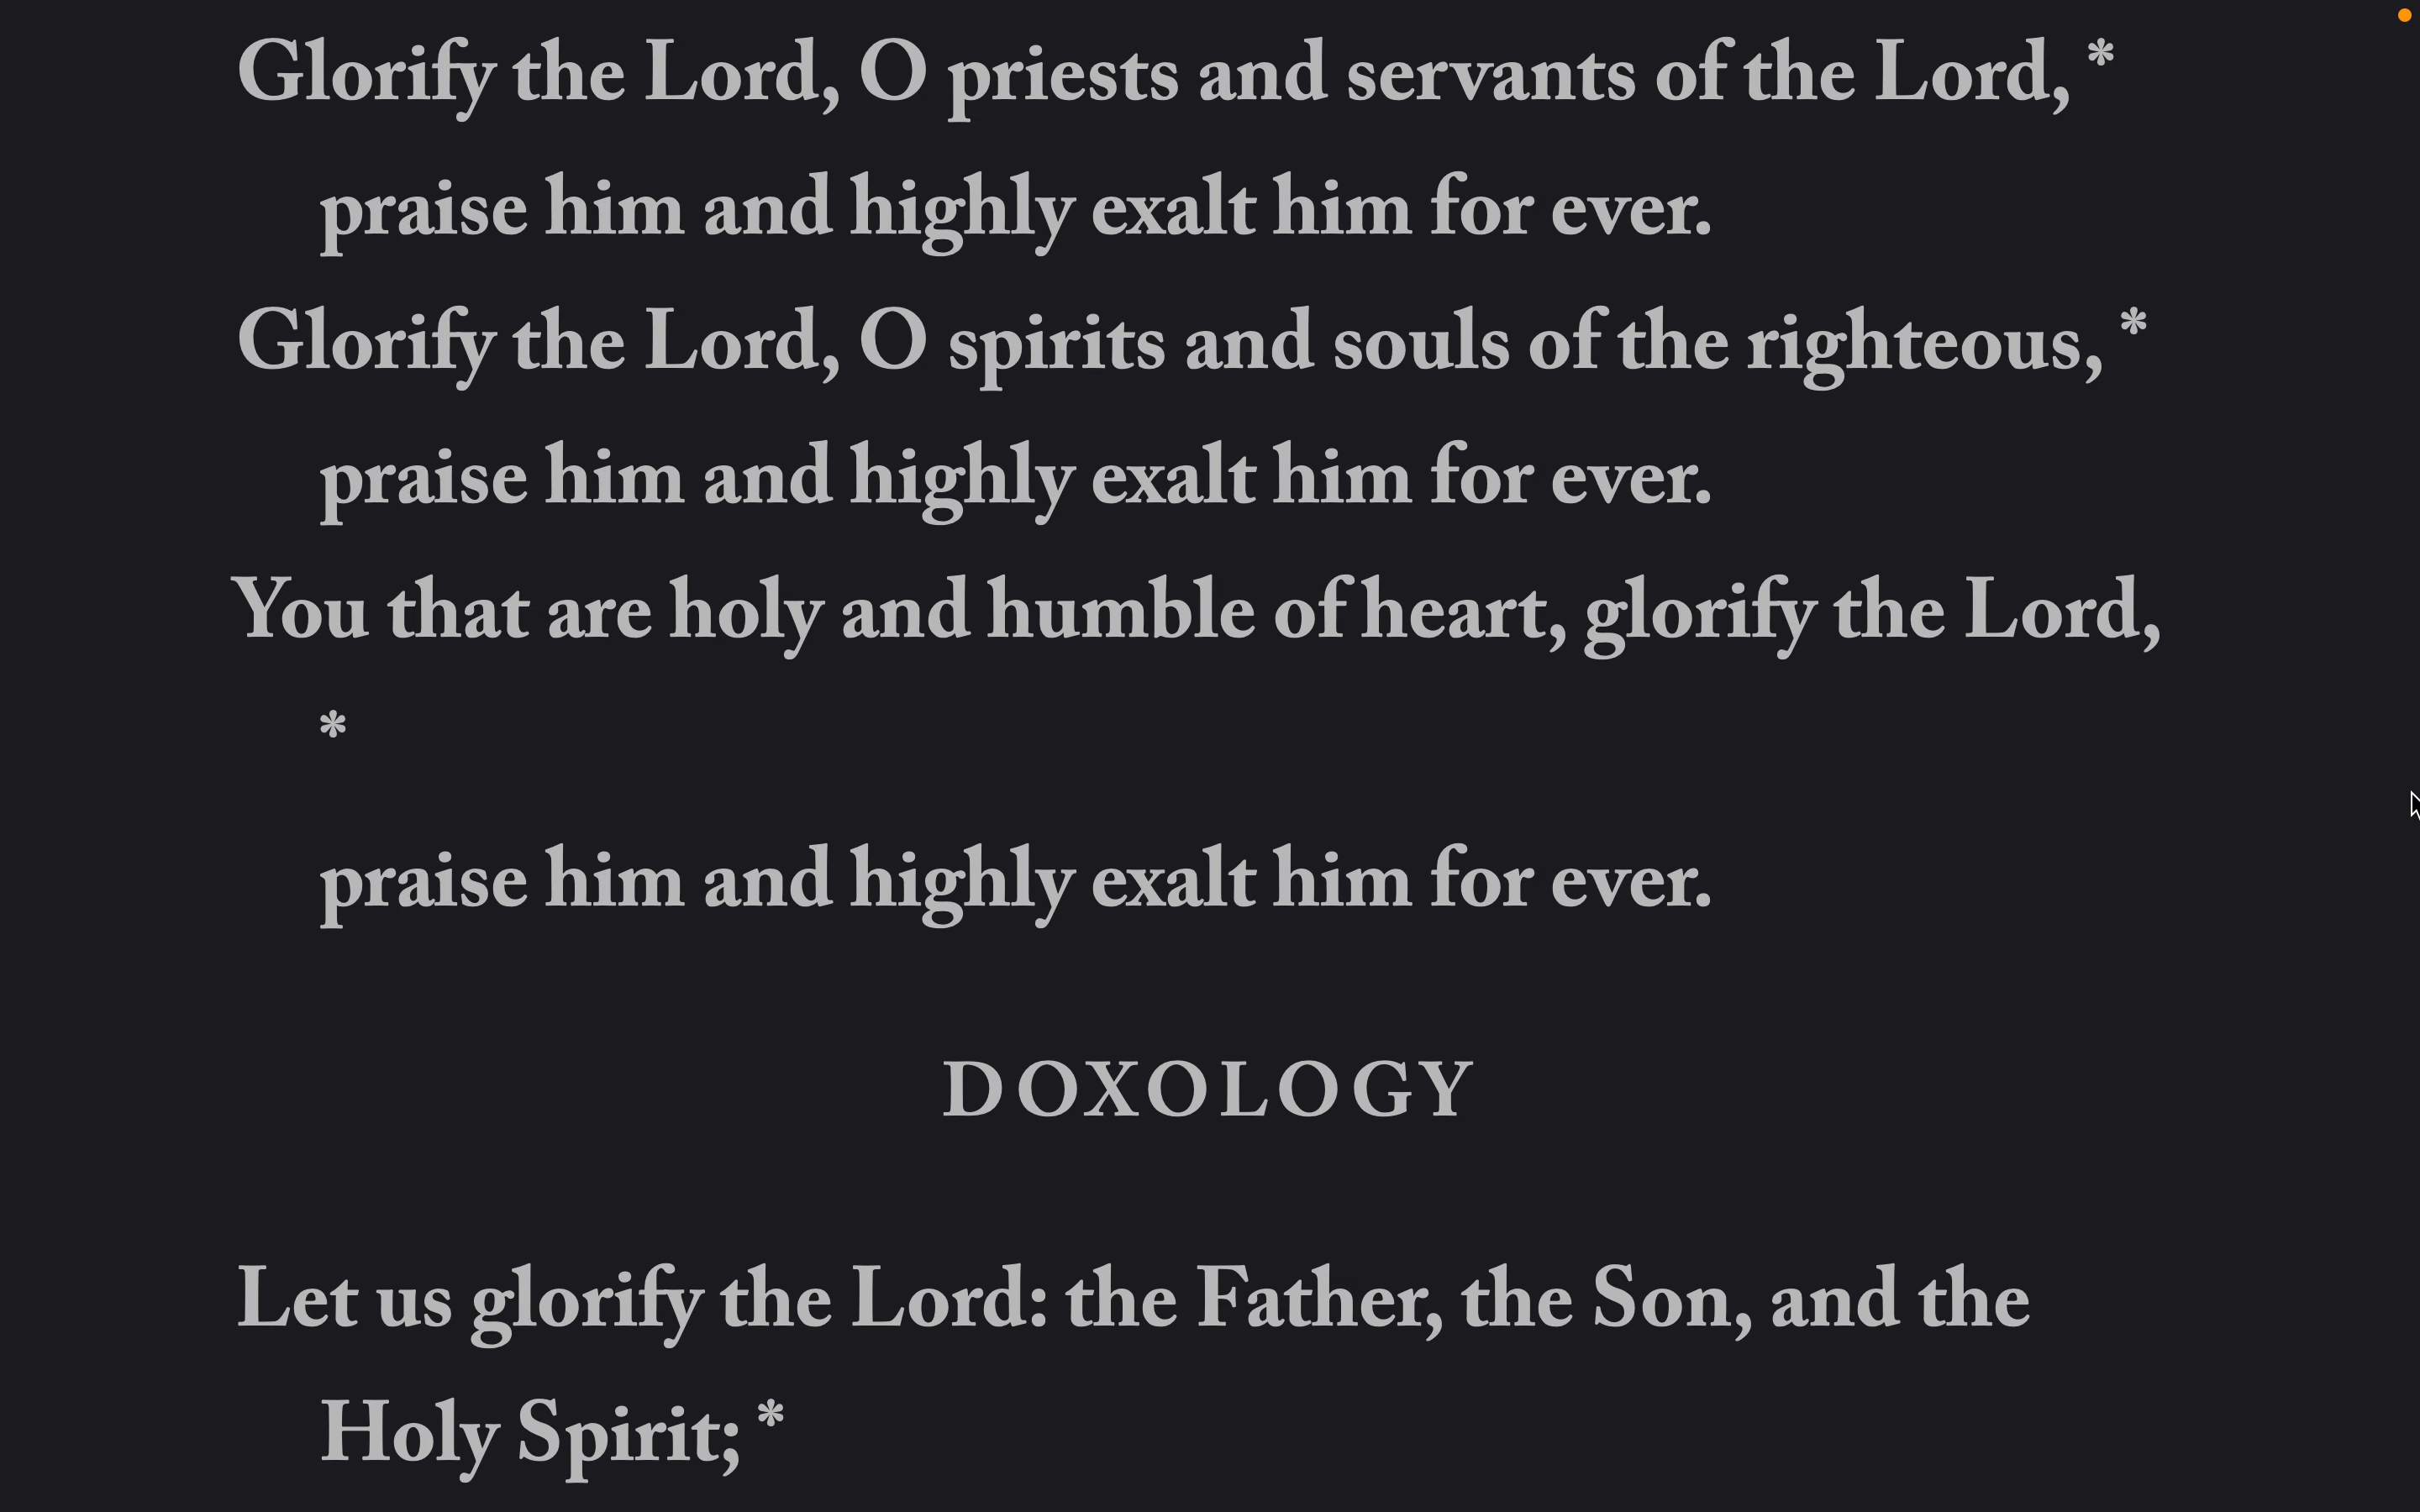 Glorify the Lord, O priests and servants of the Lord, *
praise him and highly exalt him for ever.
Glorify the Lord, O spirits and souls of the righteous, *
praise him and highly exalt him for ever.
You that are holy and humble of heart, glorify the Lord,
*
praise him and highly exalt him for ever.
DOXOLOGY
Let us glorify the Lord: the Father, the Son, and the
Holy Spirit; *